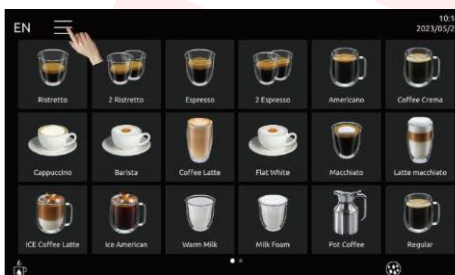 EN
10:1
2023/05/2
Ristretto
2 Ristretto
Espresso
2 Espresso
Americano
Coffee Crema
Cappuccino
Barista
Coffee Latte
Flat White
Macchiato
Latte macchiato
ICE Coffee Latte
Ice American
Warm Milk
Milk Foam
Pot Coffee
Regular